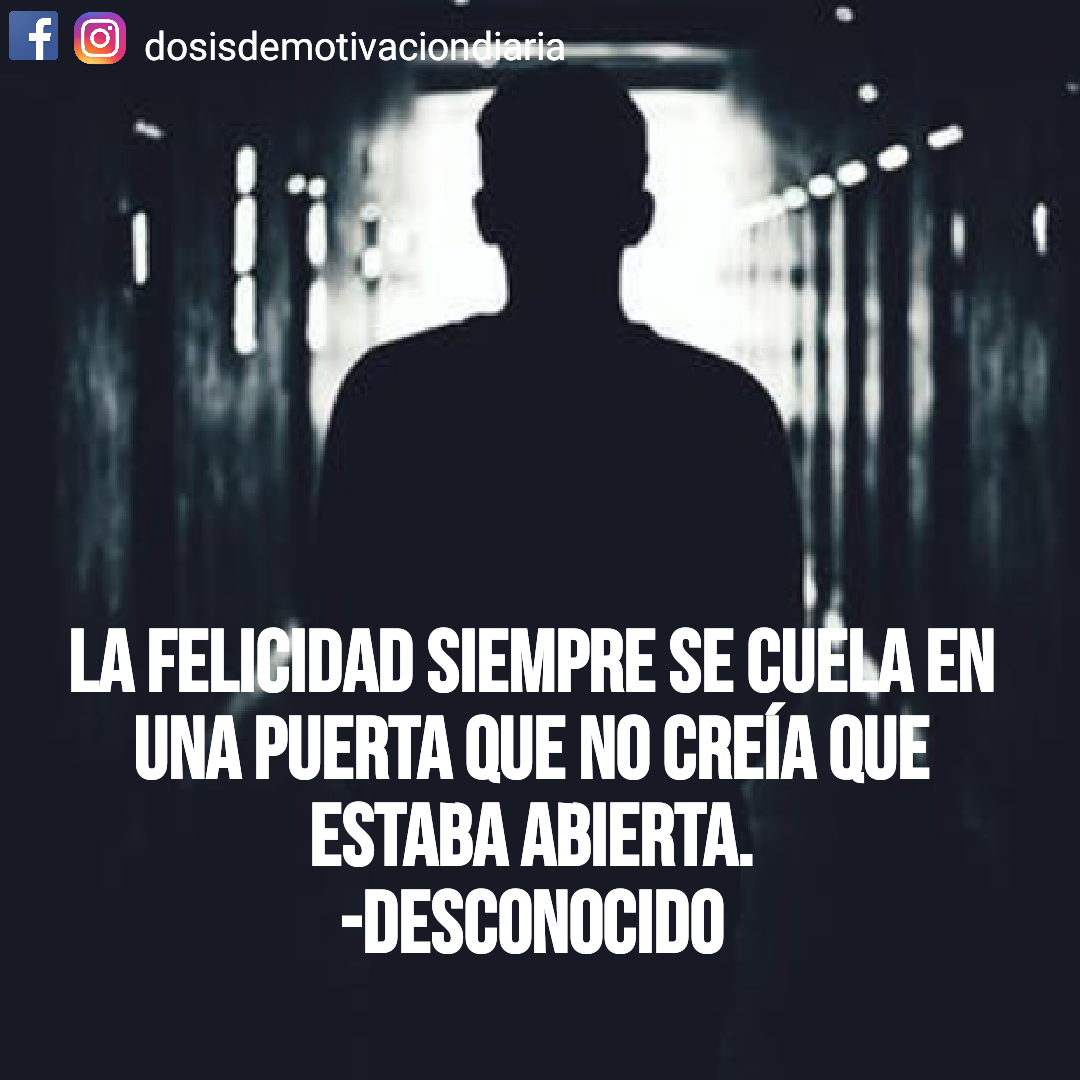 dosisdemotivaciondiaria
LA FELICIDAD SIEMPRE SE CUELA EN
UNA PUERTA QUE NO CREÍA QUE
ESTABA ABIERTA.
-DESCONOCIDO